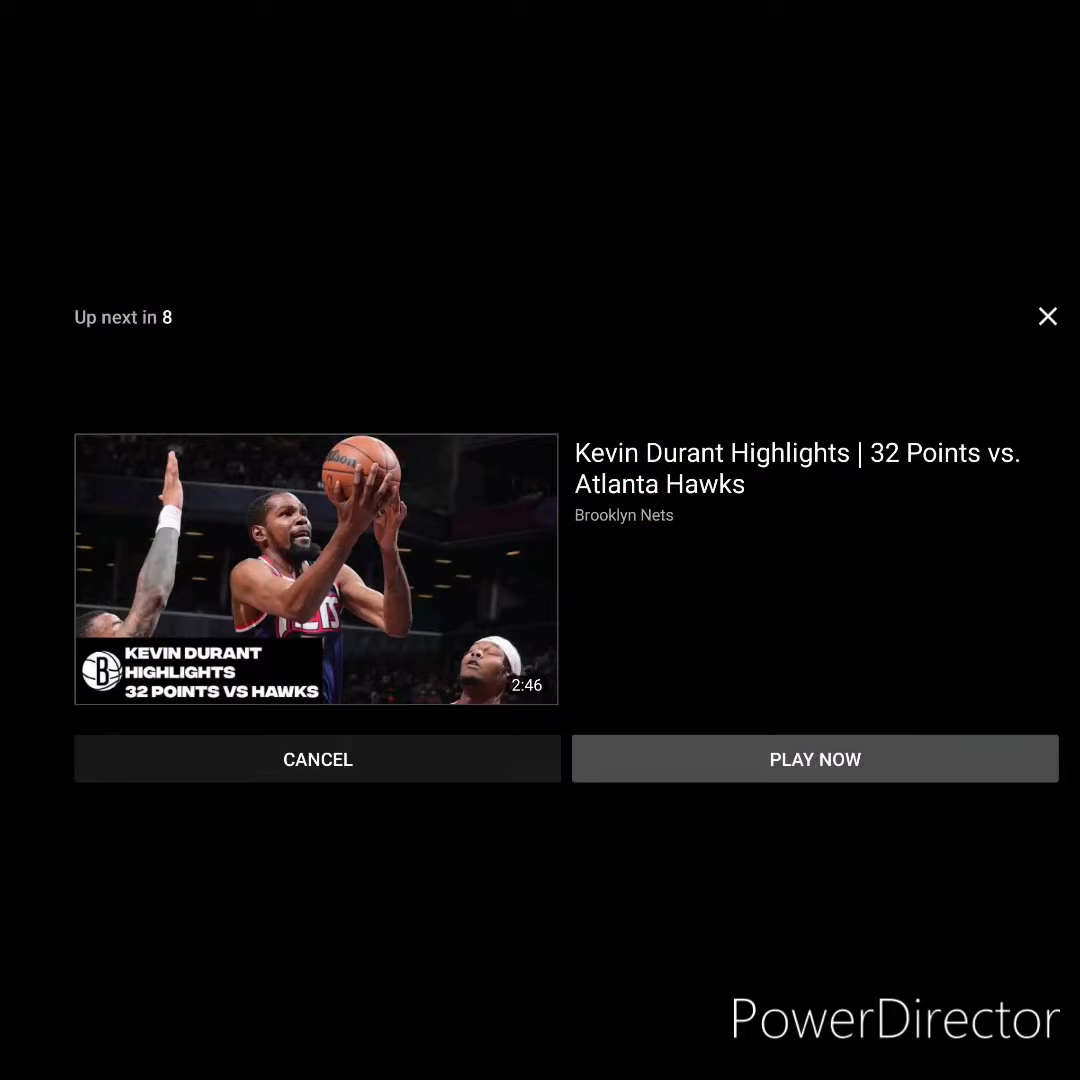 Up next in 8
Kevin Durant Highlights | 32 Points vs.
Atlanta Hawks
Brooklyn Nets
KEVIN DURANT
HIGHLIGHTS
32 POINTS VS HAWKS
B
2:46
CANCEL
PLAY NOW
PowerDirector